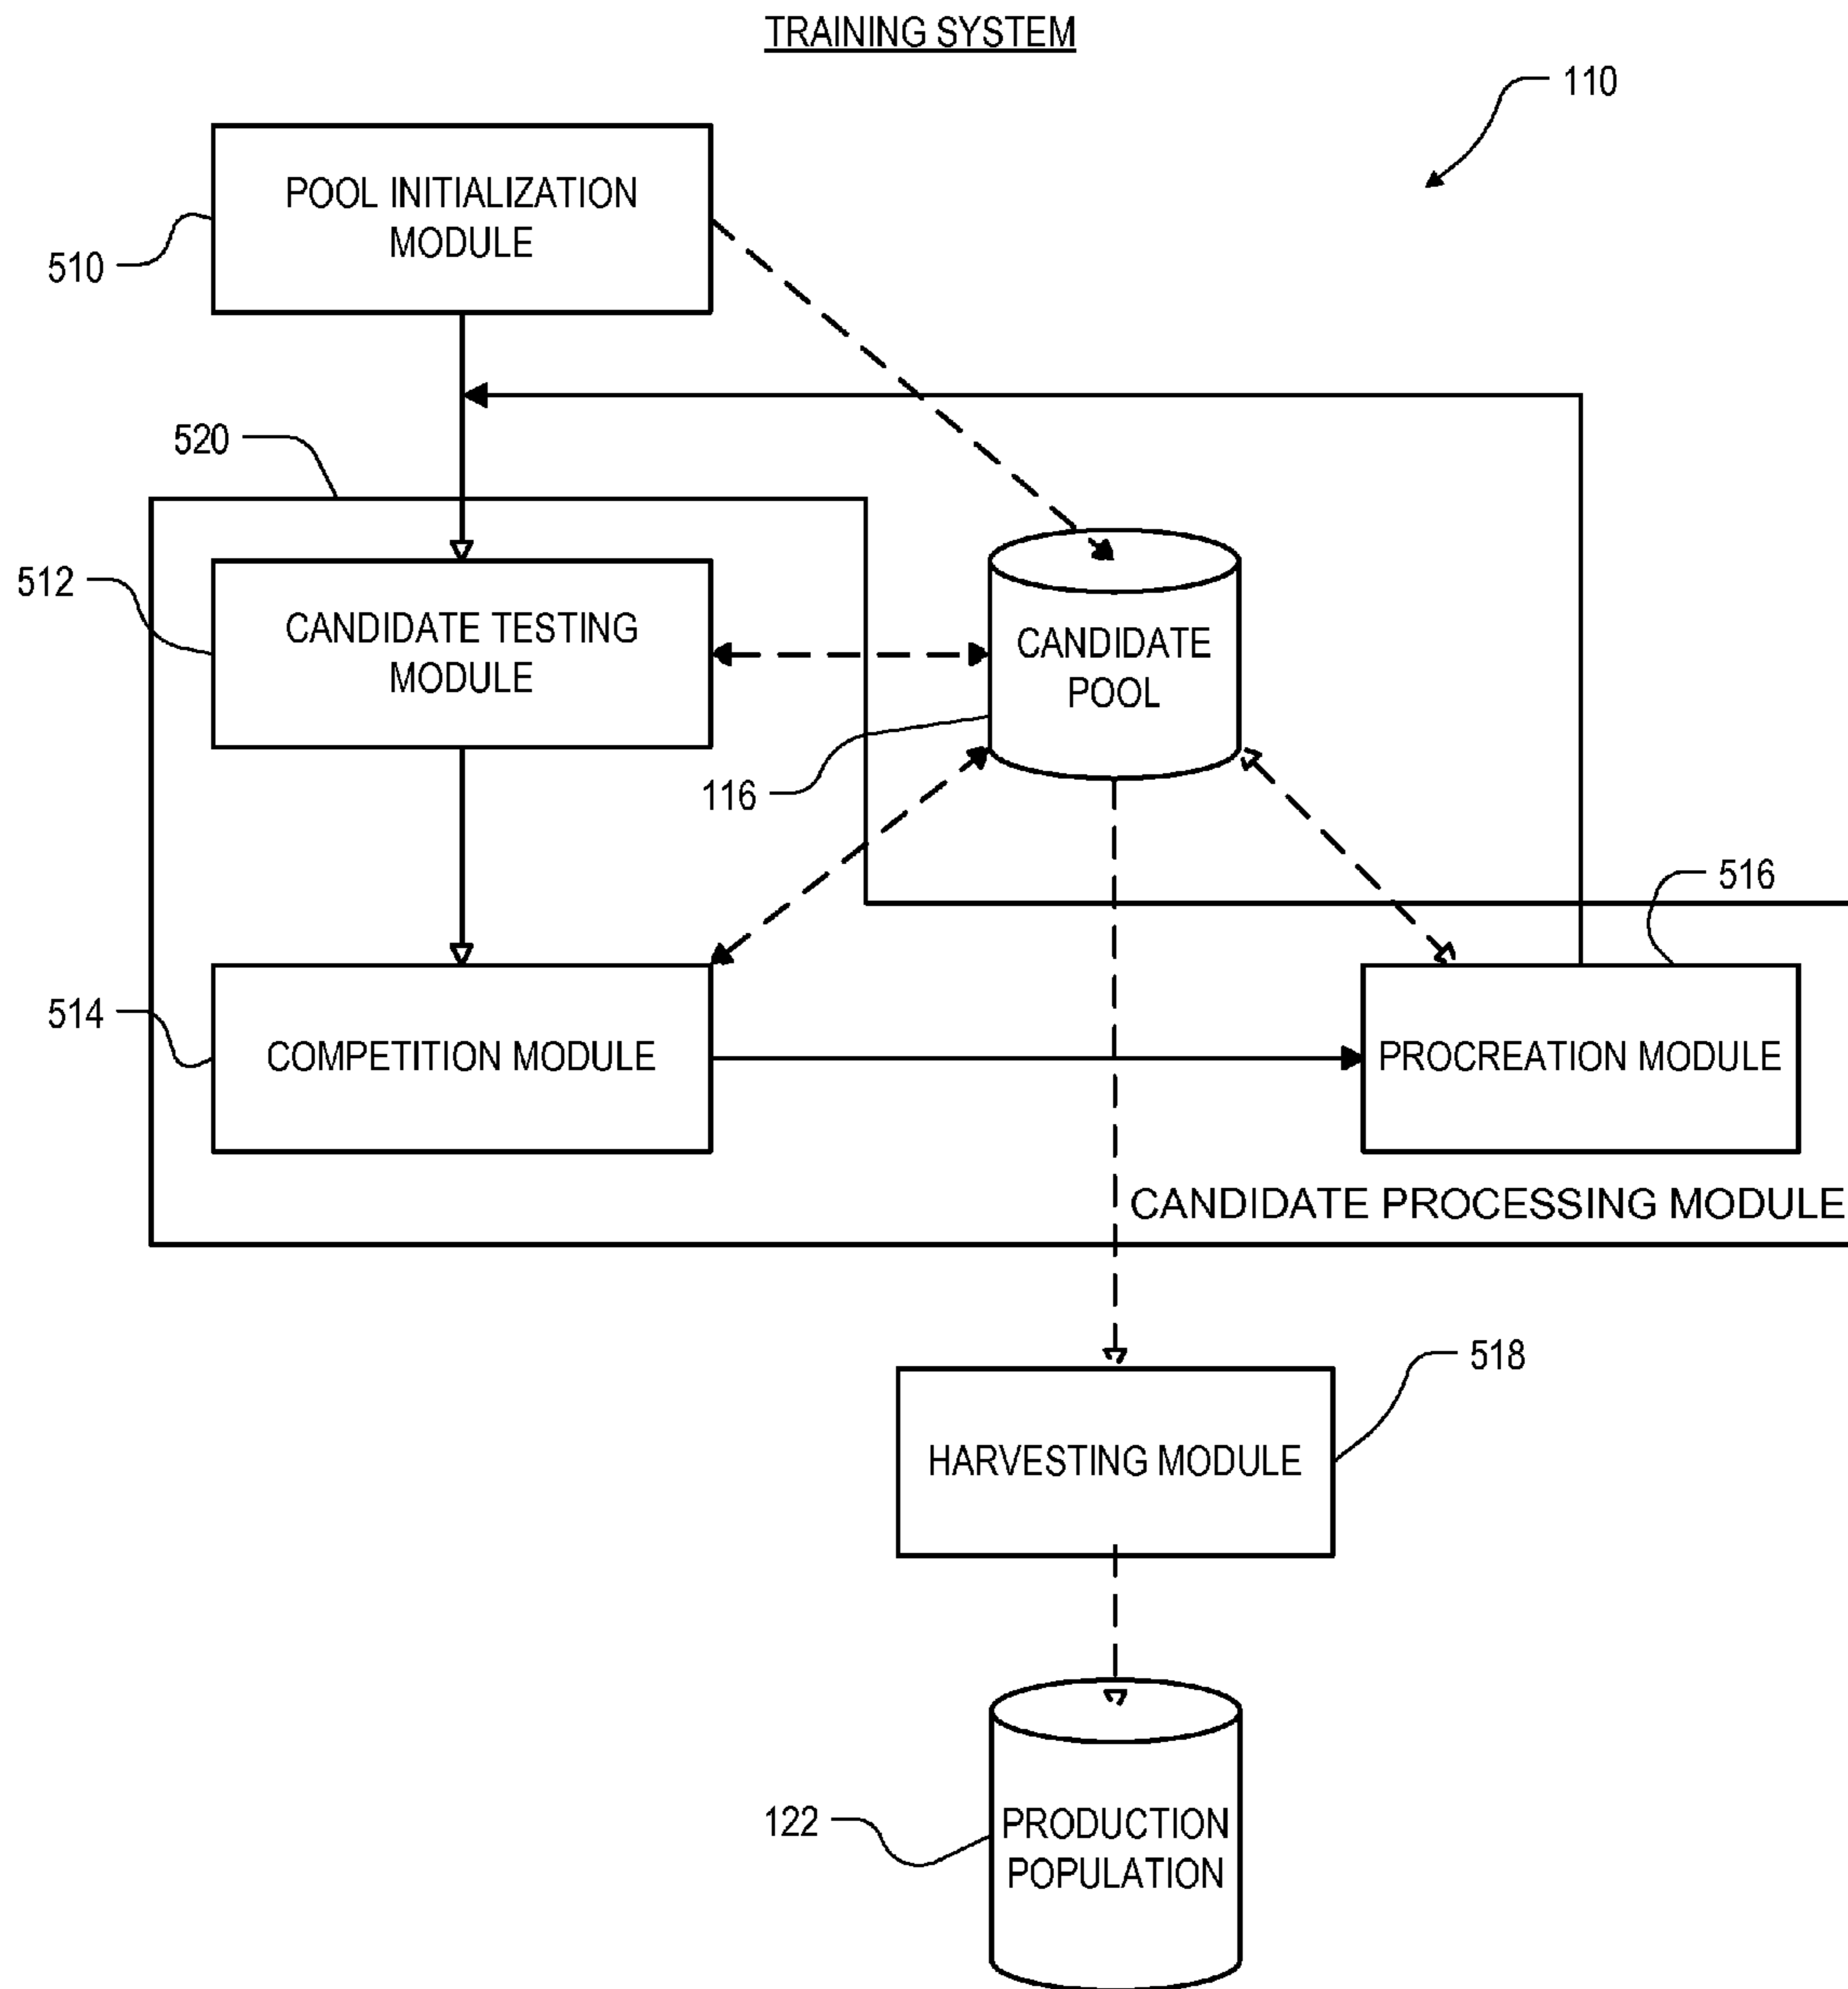 TRAINING SYSTEM
110
POOL INITIALIZATION
MODULE
510
520
512
CANDIDATE TESTING
MODULE
CANDIDATE
POOL
116
516
514
COMPETITION MODULE
PROCREATION MODULE
CANDIDATE PROCESSING MODULE
518
HARVESTING MODULE
122
PRODUCTION
POPULATION